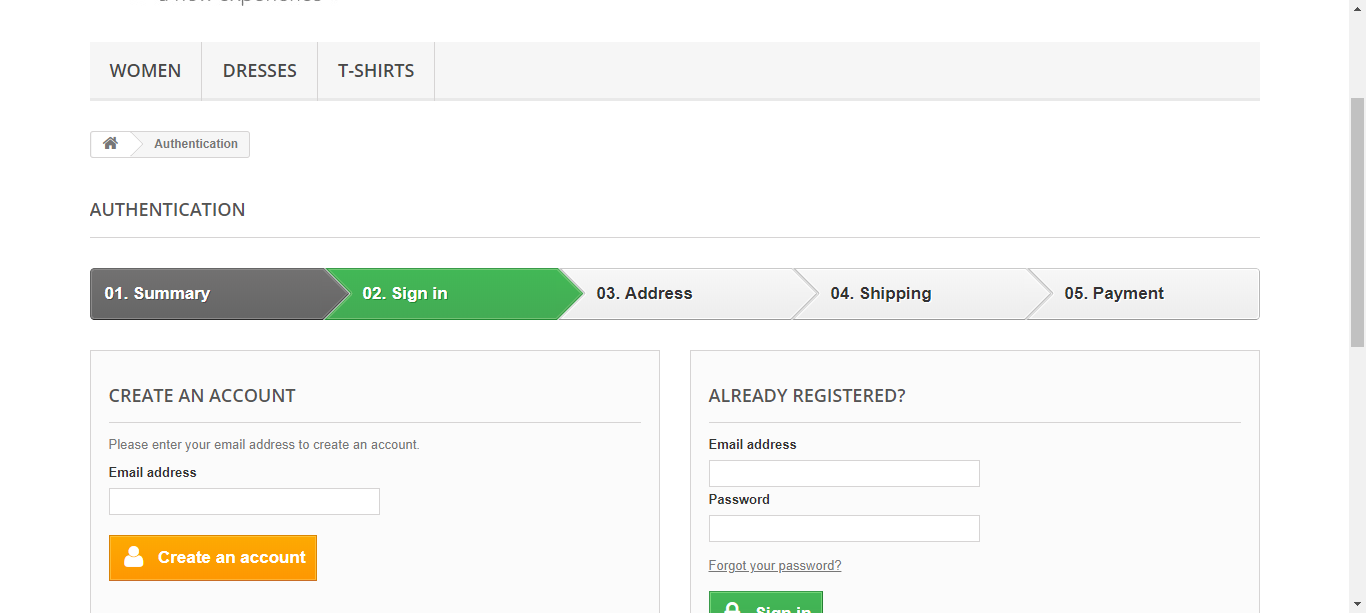 a new experience
WOMEN DRESSES T-SHIRTS
Authentication
AUTHENTICATION
01. Summary 02. Sign in 03. Address 04. Shipping 05. Payment
CREATE AN ACCOUNT
Please enter your email address to create an account.
Email address
Create an account
ALREADY REGISTERED?
Email address
Password
Forgot your password?
Sign in